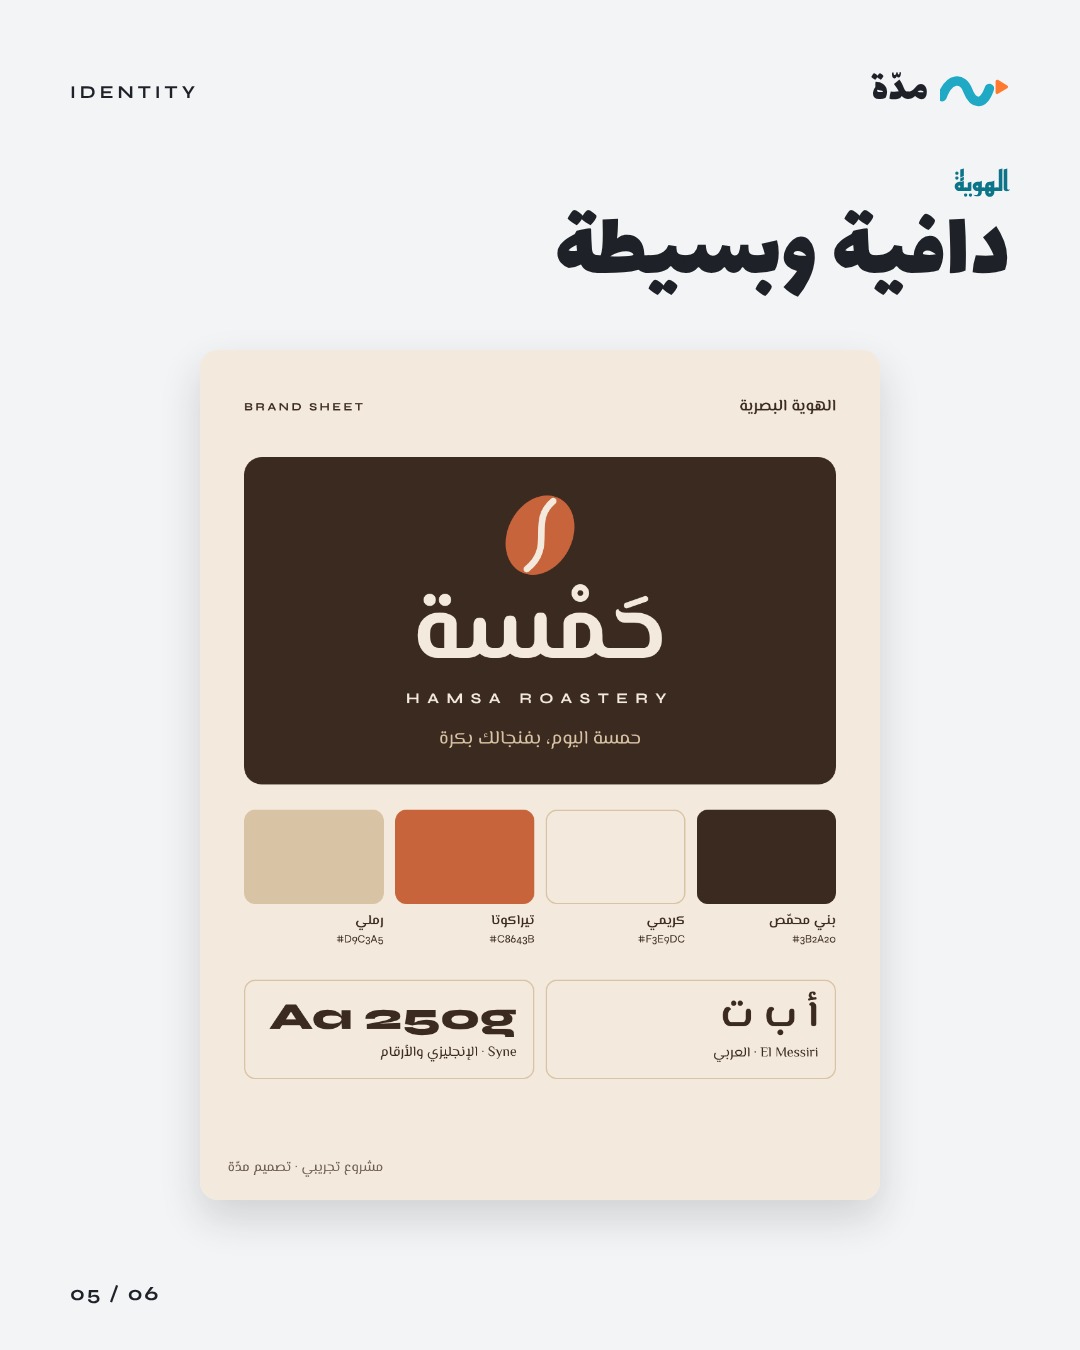 IDENTITY
مدّة
الهوية
دافية وبسيطة
BRAND SHEET
الهوية البصرية
حَمْسة
HAMSA ROASTERY
حمسة اليوم، بفنجالك بكرة
بني محمّص
#3B2A20
كريمي
#F3E9DC
تيراكوتا
#C8643B
رملي
#D9C3A5
أ ب ت
العربي · El Messiri
Aa 250g
الإنجليزي والأرقام · Syne
مشروع تجريبي · تصميم مدّة
05 / 06